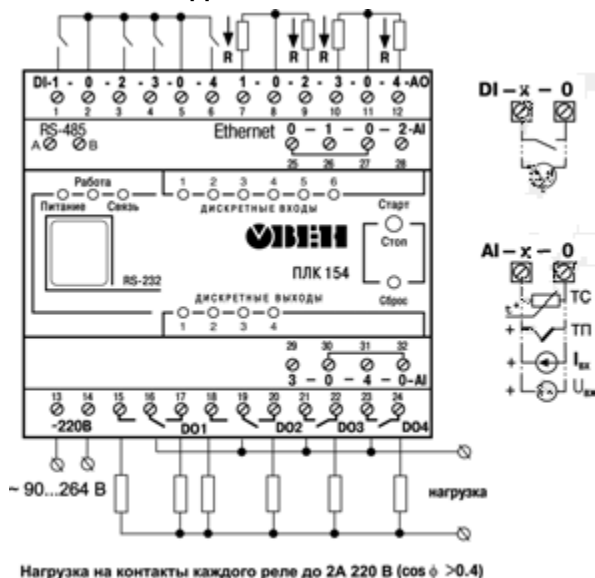 R R R R
DI-1 - 0 - 2 - 3 - 0 - 4 1 - 0 - 2 - 3 - 0 - 4 -AO
1 2 3 4 5 6 7 8 9 10 11 12
RS-485 Ethernet 0 - 1 - 0 - 2-AI
A B
25 26 27 28
Работа 1 2 3 4 5 6 Старт
Питание Связь ДИСКРЕТНЫЕ ВХОДЫ
ОВЕН Стоп
RS-232 ПЛК 154
ДИСКРЕТНЫЕ ВЫХОДЫ Сброс
1 2 3 4
29 30 31 32
3 - 0 - 4 - 0-AI
13 14 15 16 17 18 19 20 21 22 23 24
~220В DO1 DO2 DO3 DO4
~ 90...264 В нагрузка
Нагрузка на контакты каждого реле до 2А 220 В (cos ϕ >0.4)
DI – x – 0
AI – x – 0
t° ТС
+ ТП
+ Iвх
+ Uвх